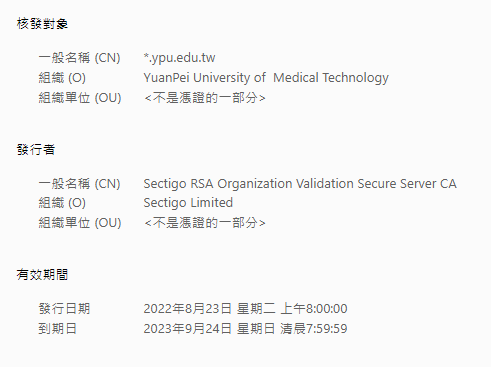 核發對象
一般名稱 (CN) *.ypu.edu.tw
組織 (O) YuanPei University of  Medical Technology
組織單位 (OU) <不是憑證的一部分>
發行者
一般名稱 (CN) Sectigo RSA Organization Validation Secure Server CA
組織 (O) Sectigo Limited
組織單位 (OU) <不是憑證的一部分>
有效期間
發行日期 2022年8月23日 星期二 上午8:00:00
到期日 2023年9月24日 星期日 清晨7:59:59